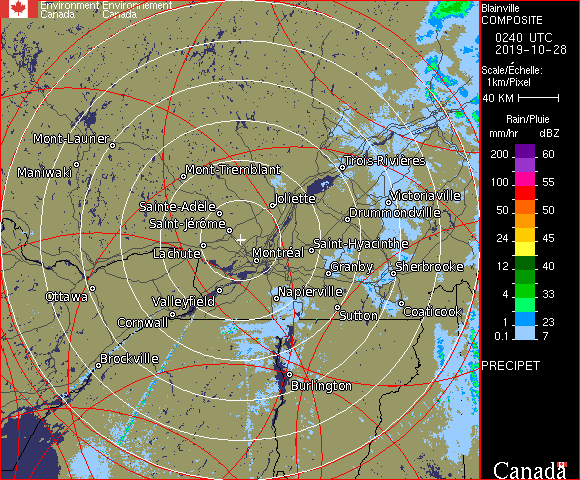 Environment Environnement
Canada Canada
Blainville
COMPOSITE
0240 UTC
2019-10-28
Scale/Échelle:
1km/Pixel
40 KM
Rain/Pluie
mm/hr dBZ
200 60
150 57
100 55
50 50
24 45
12 40
4 33
1 23
0.1 7
PRECIPET
Canada
Mont-Laurier
Maniwaki
Mont-Tremblant
Trois-Rivières
Sainte-Adèle
Joliette
Victoriaville
Saint-Jérôme
Drummondville
Lachute
Montréal
Saint-Hyacinthe
Granby
Sherbrooke
Ottawa
Valleyfield
Napierville
Cornwall
Sutton
Coaticook
Brockville
Burlington